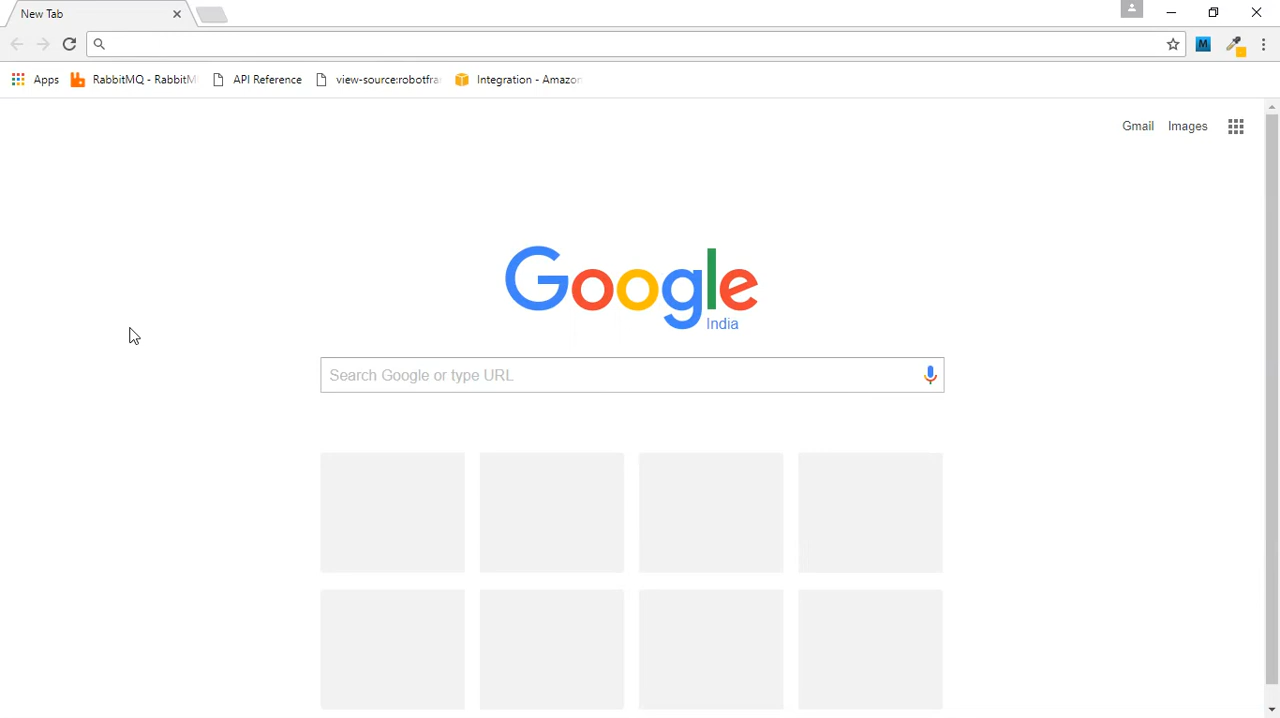 New Tab
Apps RabbitMQ - RabbitM API Reference view-source:robotfra Integration - Amazon
Gmail Images
Google
India
Search Google or type URL